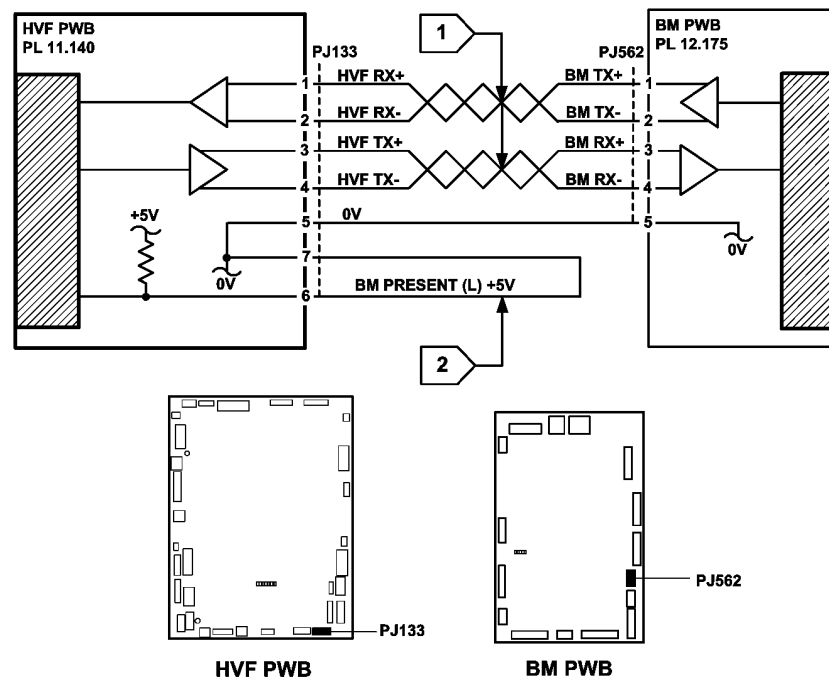 HVF PWB
PL 11.140
PJ133
1
PJ562
BM PWB
PL 12.175
1 HVF RX+ BM TX+ 1
2 HVF RX- BM TX- 2
3 HVF TX+ BM RX+ 3
4 HVF TX- BM RX- 4
+5V
5 0V 5
7
0V
0V
6 BM PRESENT (L) +5V
2
PJ562
PJ133
HVF PWB
BM PWB